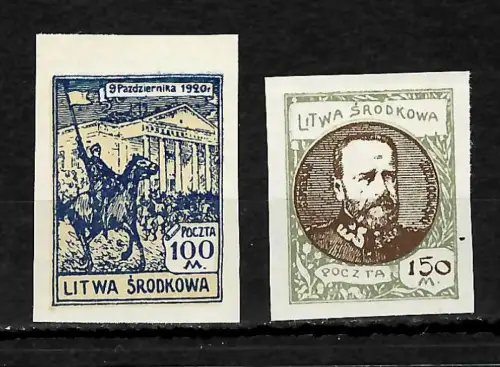 9 Października 1920 r.
POCZTA
100
M.
LITWA ŚRODKOWA
LITWA ŚRODKOWA
POCZTA
150
M.